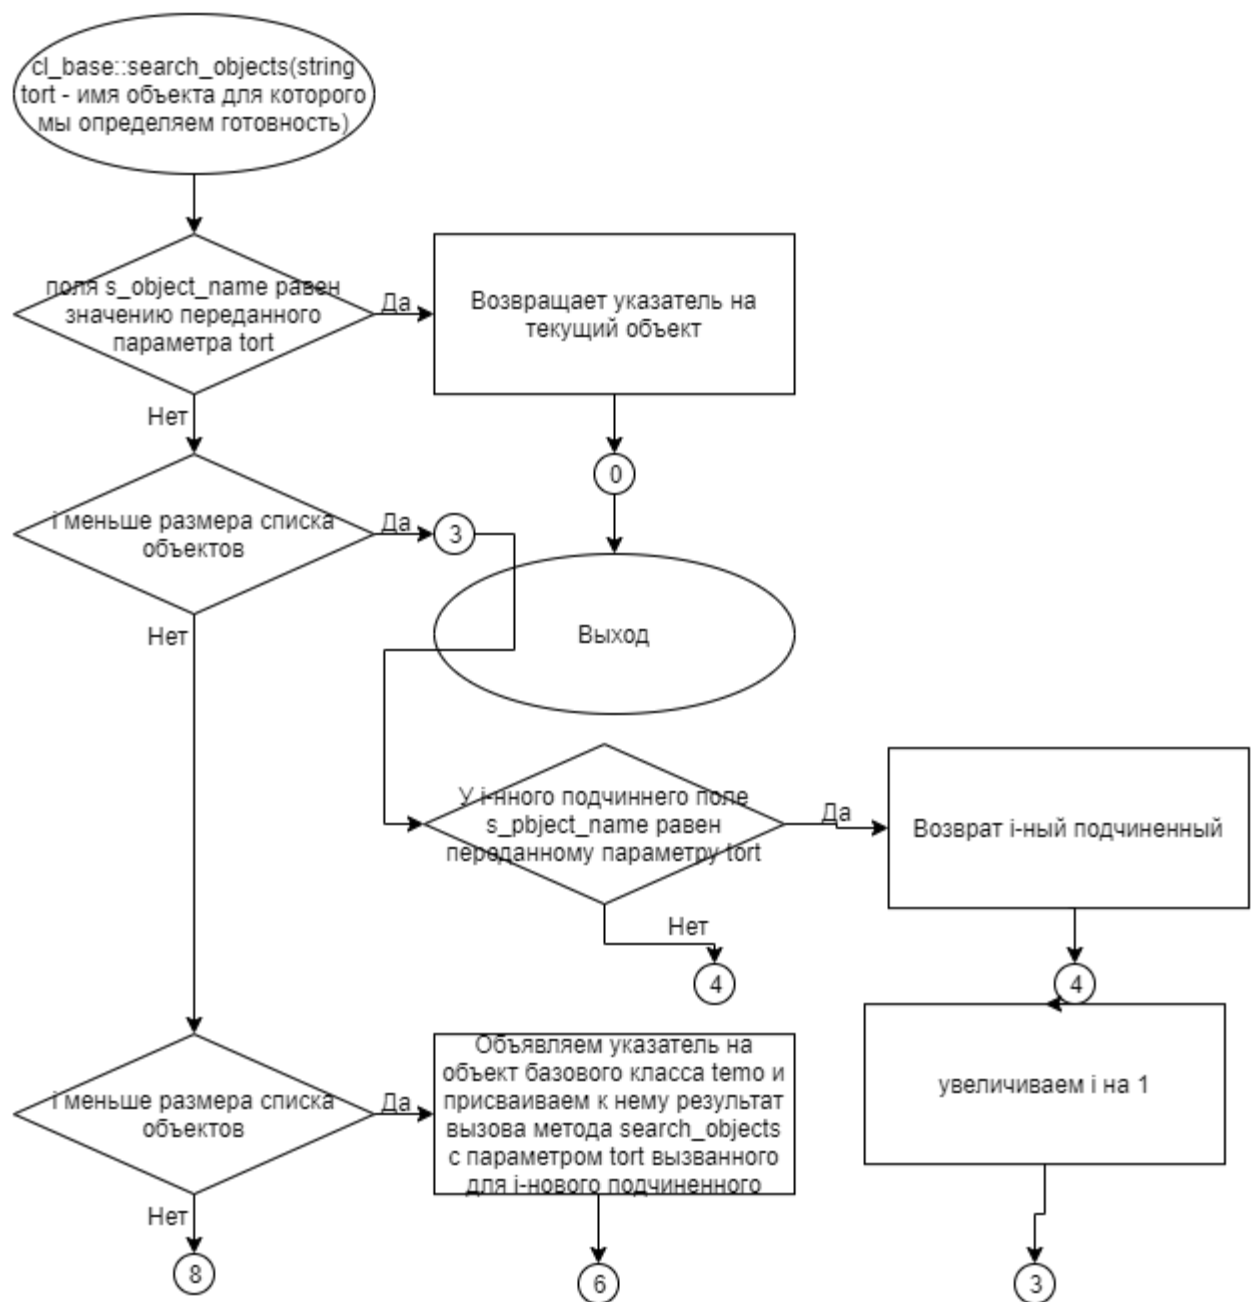 cl_base::search_objects(string
tort - имя объекта для которого
мы определяем готовность)
поля s_object_name равен
значению переданного
параметра tort
Да
Возвращает указатель на
текущий объект
Нет
0
i меньше размера списка
объектов
Да
3
Нет
Выход
У i-нного подчиннего поле
s_pbject_name равен
переданному параметру tort
Да
Возврат i-ный подчиненный
Нет
4
4
Объявляем указатель на
объект базового класса temo и
присваиваем к нему результат
вызова метода search_objects
с параметром tort вызванного
для i-нового подчиненного
увеличиваем i на 1
i меньше размера списка
объектов
Да
Нет
8
6
3